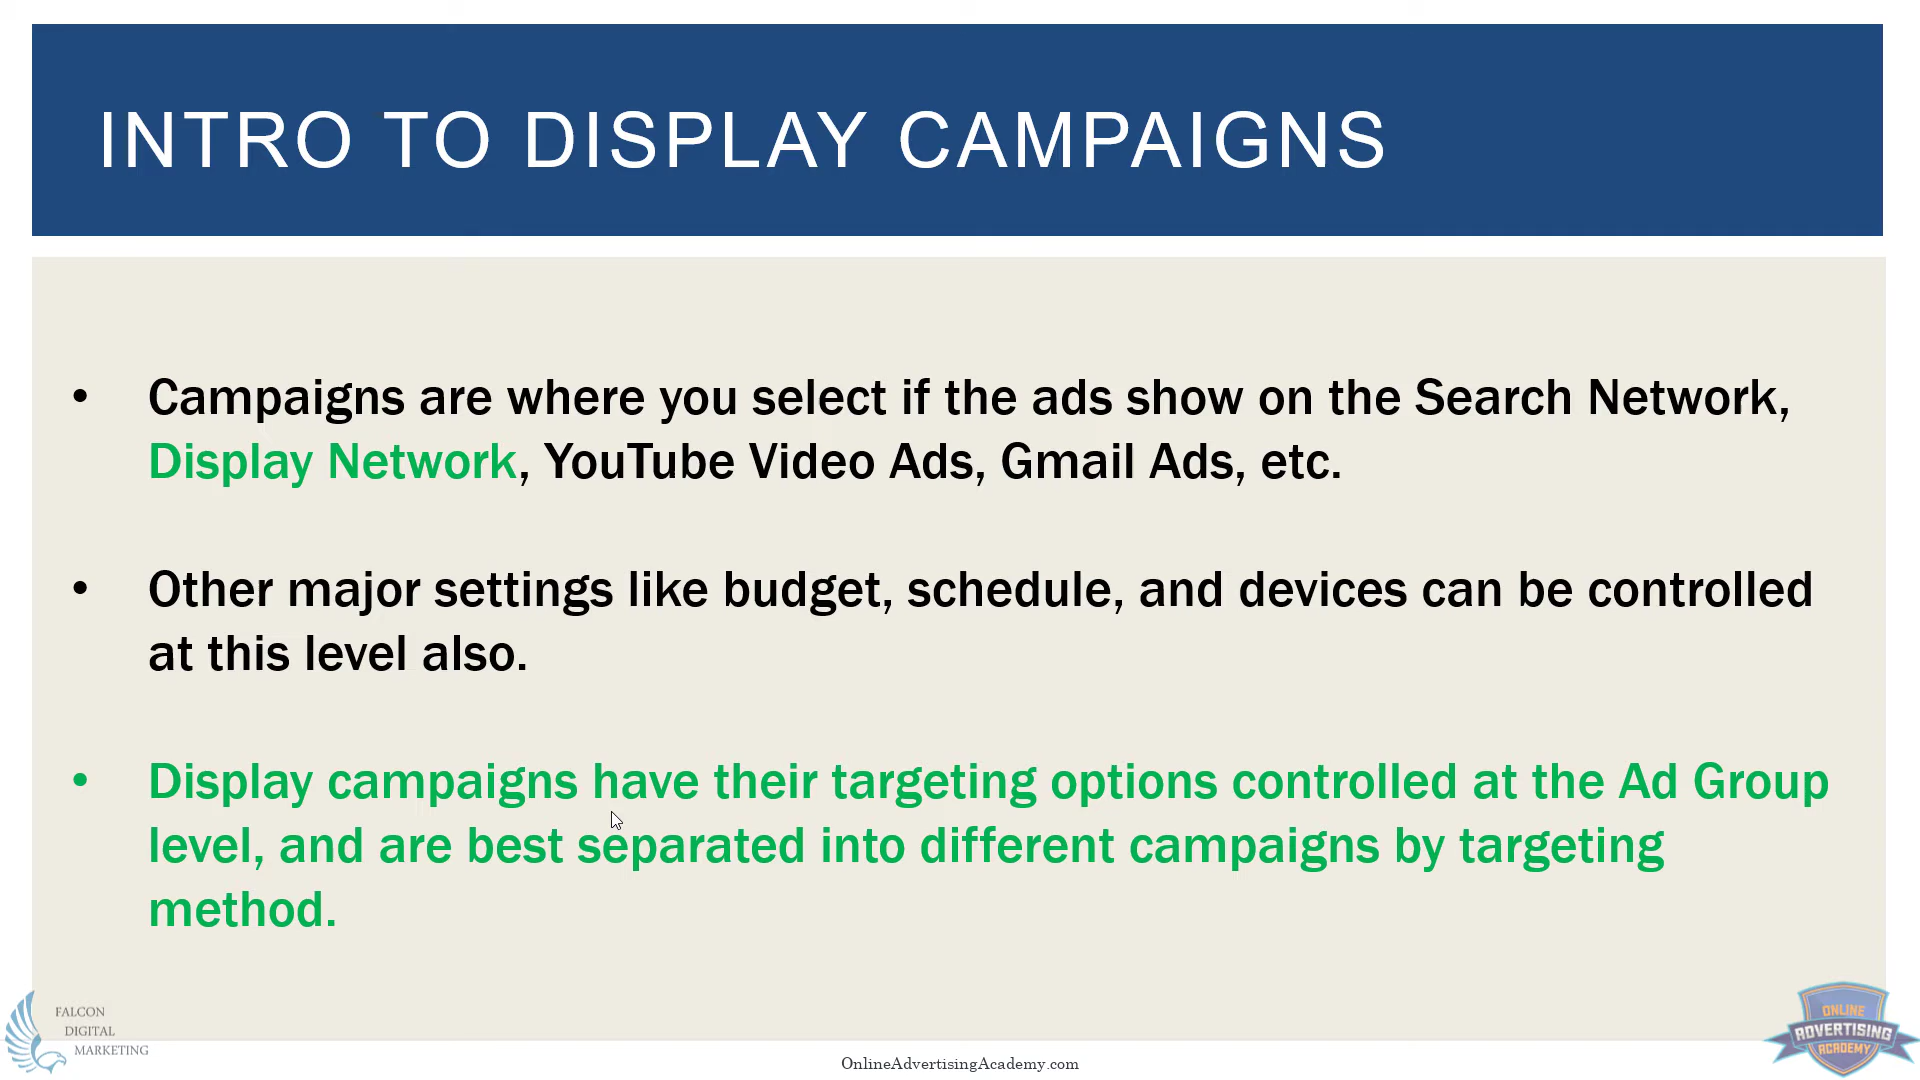 INTRO TO DISPLAY CAMPAIGNS
• Campaigns are where you select if the ads show on the Search Network,
Display Network, YouTube Video Ads, Gmail Ads, etc.
• Other major settings like budget, schedule, and devices can be controlled
at this level also.
• Display campaigns have their targeting options controlled at the Ad Group
level, and are best separated into different campaigns by targeting
method.
FALCON
DIGITAL
MARKETING
OnlineAdvertisingAcademy.com
ONLINE
ADVERTISING
ACADEMY